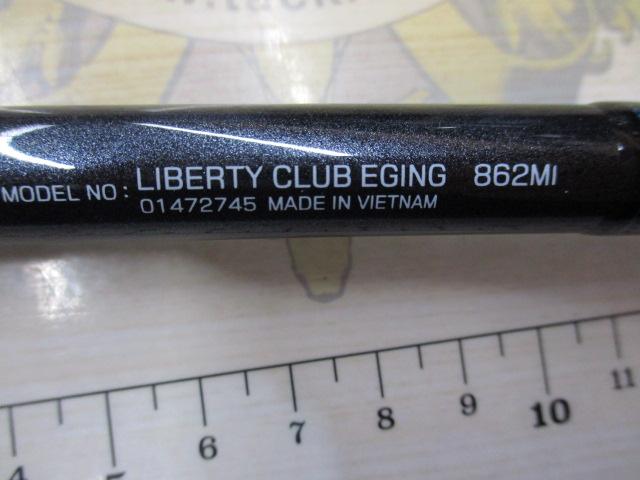 MODEL NO: LIBERTY CLUB EGING 862MI
01472745 MADE IN VIETNAM
4 5 6 7 8 9 10 11